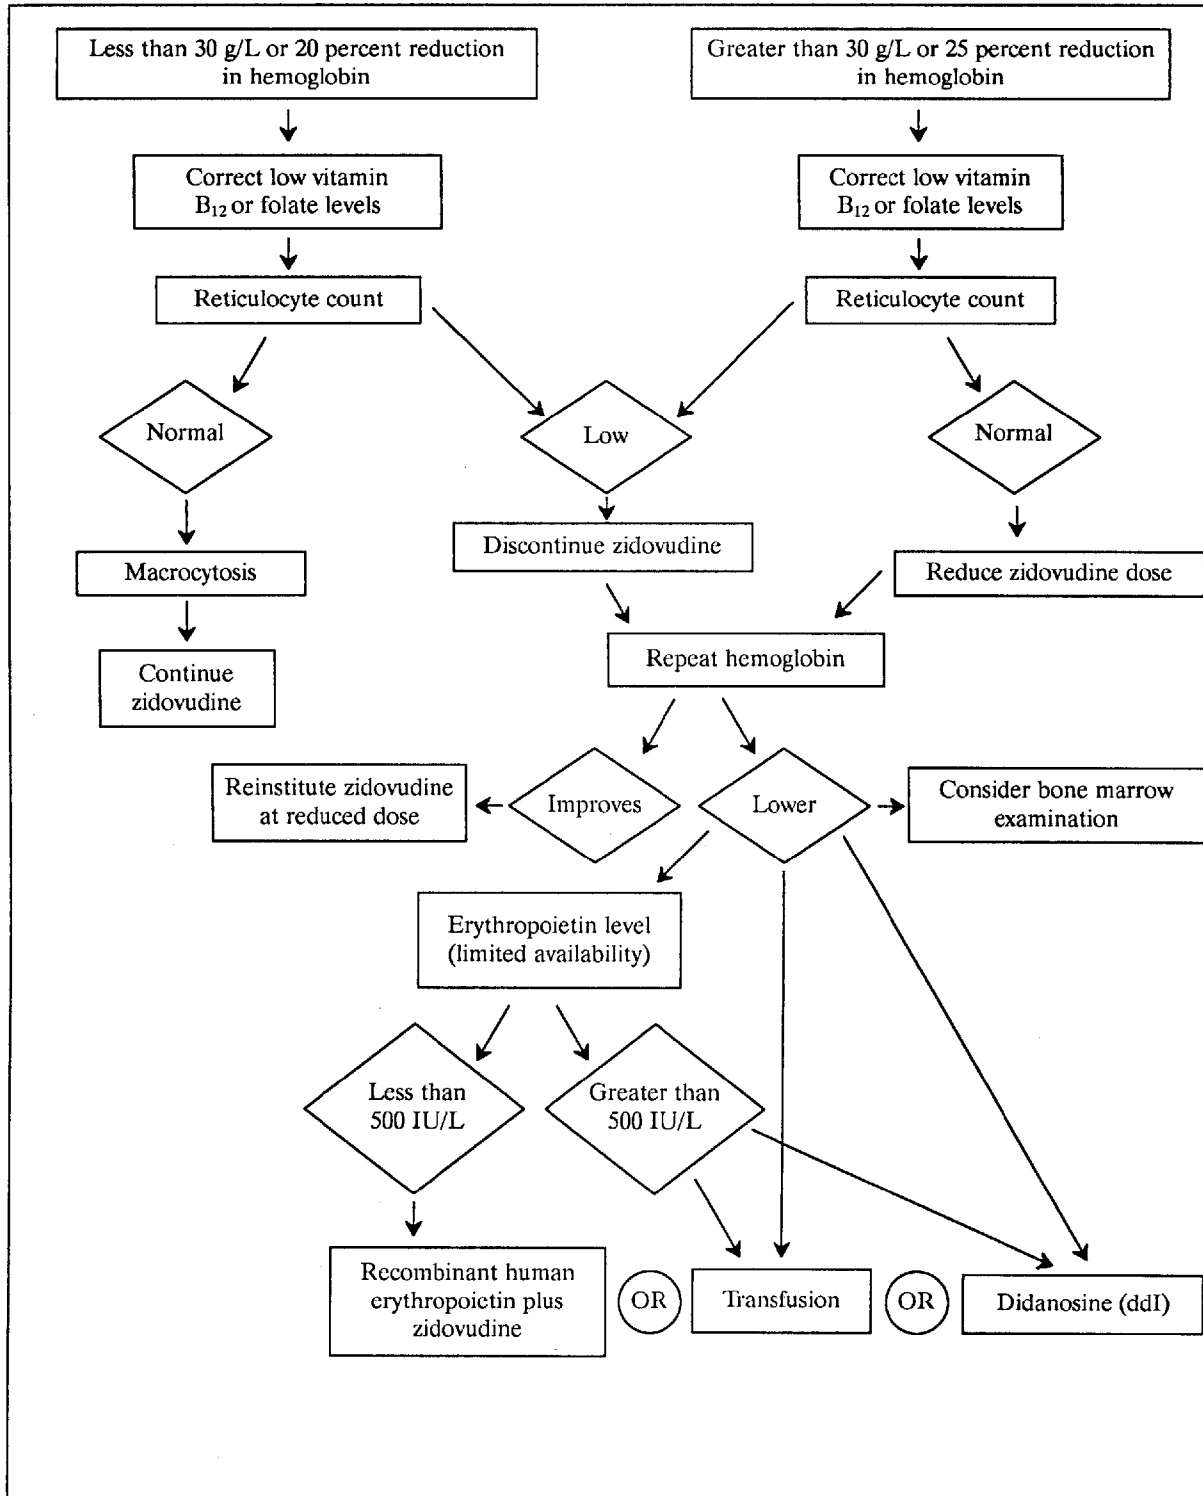 Less than 30 g/L or 20 percent reduction
in hemoglobin
Greater than 30 g/L or 25 percent reduction
in hemoglobin
Correct low vitamin
B₁₂ or folate levels
Correct low vitamin
B₁₂ or folate levels
Reticulocyte count
Reticulocyte count
Normal
Low
Normal
Discontinue zidovudine
Macrocytosis
Reduce zidovudine dose
Repeat hemoglobin
Continue
zidovudine
Reinstitute zidovudine
at reduced dose
Improves
Lower
Consider bone marrow
examination
Erythropoietin level
(limited availability)
Less than
500 IU/L
Greater than
500 IU/L
Recombinant human
erythropoietin plus
zidovudine
OR
Transfusion
OR
Didanosine (ddI)